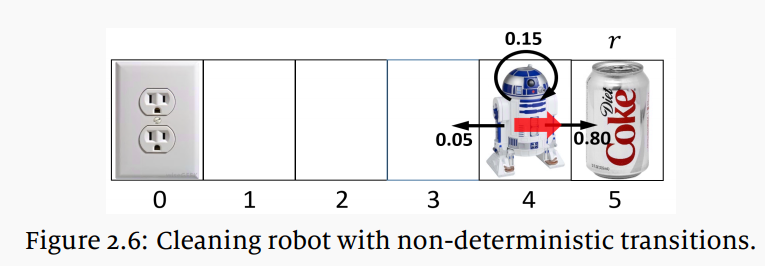 0.15 r
Diet
Coke
0.05 0.80
0 1 2 3 4 5
Figure 2.6: Cleaning robot with non-deterministic transitions.